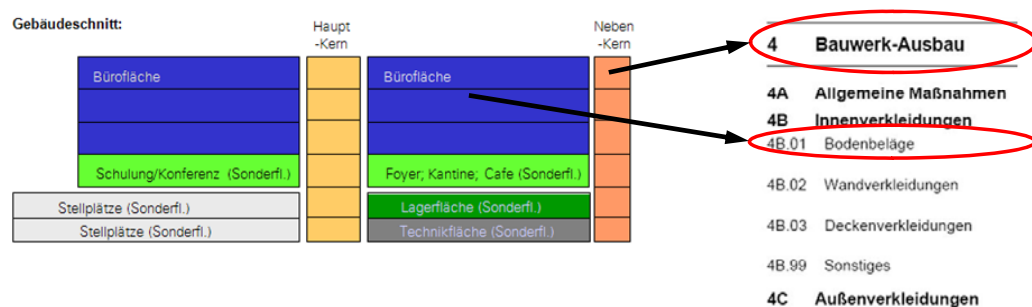 Gebäudeschnitt:
Haupt
-Kern
Neben
-Kern
Bürofläche
Bürofläche
Schulung/Konferenz (Sonderfl.)
Foyer; Kantine; Cafe (Sonderfl.)
Stellplätze (Sonderfl.)
Lagerfläche (Sonderfl.)
Stellplätze (Sonderfl.)
Technikfläche (Sonderfl.)
4 Bauwerk-Ausbau
4A Allgemeine Maßnahmen
4B Innenverkleidungen
4B.01 Bodenbeläge
4B.02 Wandverkleidungen
4B.03 Deckenverkleidungen
4B.99 Sonstiges
4C Außenverkleidungen